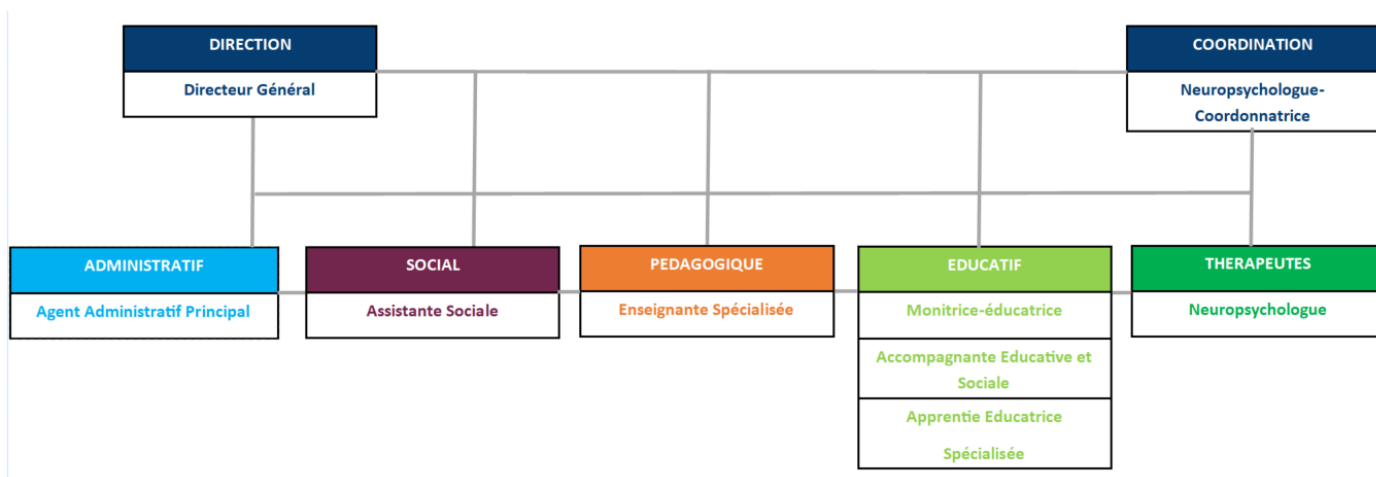 DIRECTION
Directeur Général
COORDINATION
Neuropsychologue-
Coordonnatrice
ADMINISTRATIF
Agent Administratif Principal
SOCIAL
Assistante Sociale
PEDAGOGIQUE
Enseignante Spécialisée
EDUCATIF
Monitrice-éducatrice
Accompagnante Educative et
Sociale
Apprentie Educatrice
Spécialisée
THERAPEUTES
Neuropsychologue